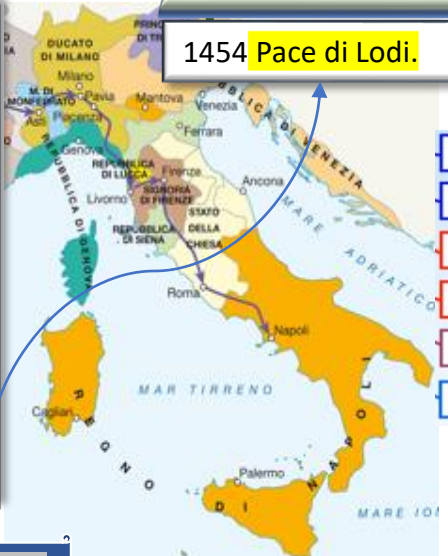 1454 Pace di Lodi.
DUCATO
DI MILANO
Milano
M. DI
MONFERRATO
Pavia
Asti
Piacenza
Mantova
Venezia
REPUBBLICA DI VENEZIA
Ferrara
Genova
REPUBBLICA DI GENOVA
REPUBBLICA
DI LUCCA
Firenze
SIGNORIA
DI FIRENZE
Livorno
Ancona
REPUBBLICA
DI SIENA
STATO
DELLA
CHIESA
MARE ADRIATICO
Roma
Napoli
MAR TIRRENO
Cagliari
REGNO DI NAPOLI
Palermo
MARE ION